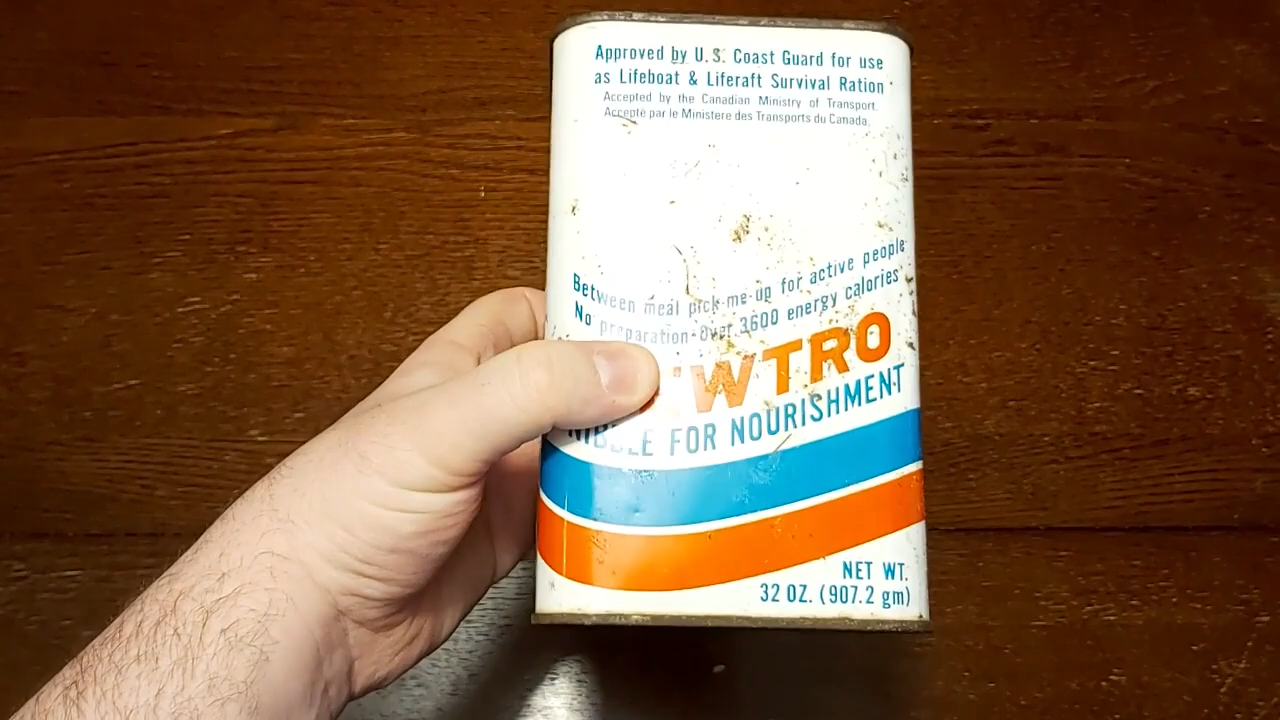 Approved by U.S. Coast Guard for use
as Lifeboat & Liferaft Survival Ration
Accepted by the Canadian Ministry of Transport.
Accepté par le Ministere des Transports du Canada.
Between meal pick-me-up for active people
No preparation-Over 3600 energy calories
'WTRO
NIBBLE FOR NOURISHMENT
NET WT.
32 OZ. (907.2 gm)